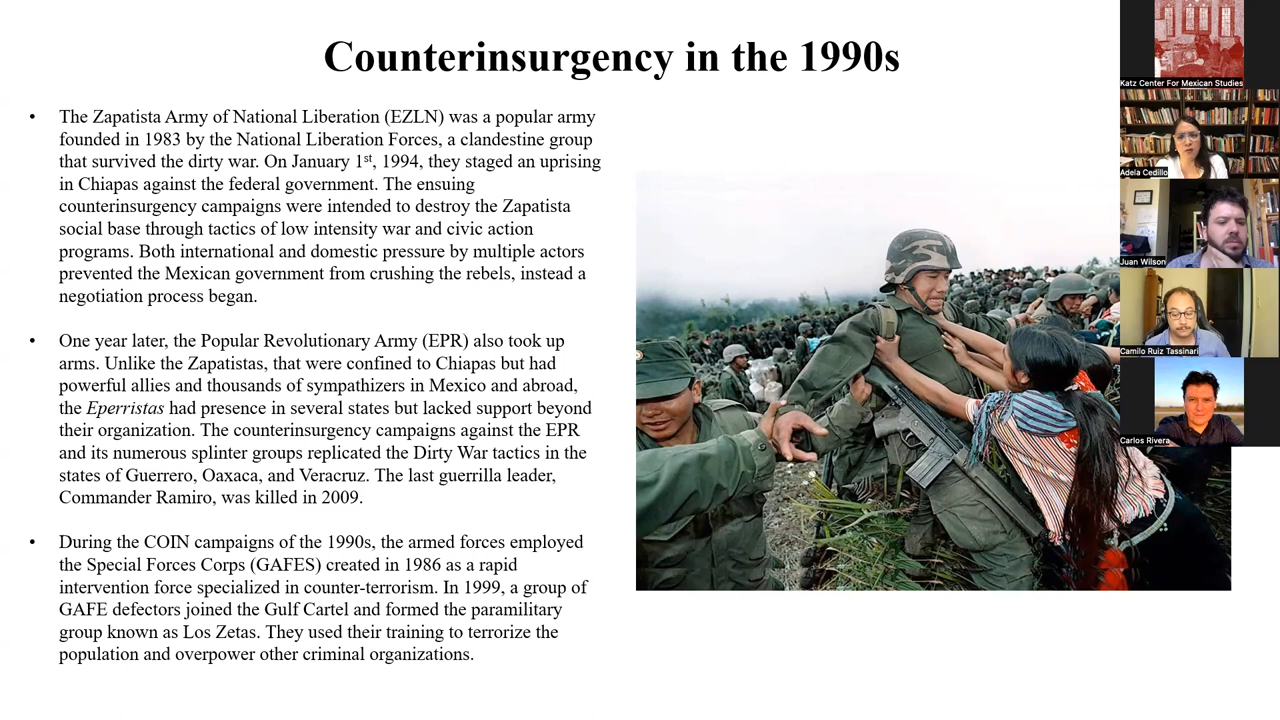 Counterinsurgency in the 1990s
• The Zapatista Army of National Liberation (EZLN) was a popular army
founded in 1983 by the National Liberation Forces, a clandestine group
that survived the dirty war. On January 1st, 1994, they staged an uprising
in Chiapas against the federal government. The ensuing
counterinsurgency campaigns were intended to destroy the Zapatista
social base through tactics of low intensity war and civic action
programs. Both international and domestic pressure by multiple actors
prevented the Mexican government from crushing the rebels, instead a
negotiation process began.
• One year later, the Popular Revolutionary Army (EPR) also took up
arms. Unlike the Zapatistas, that were confined to Chiapas but had
powerful allies and thousands of sympathizers in Mexico and abroad,
the Eperristas had presence in several states but lacked support beyond
their organization. The counterinsurgency campaigns against the EPR
and its numerous splinter groups replicated the Dirty War tactics in the
states of Guerrero, Oaxaca, and Veracruz. The last guerrilla leader,
Commander Ramiro, was killed in 2009.
• During the COIN campaigns of the 1990s, the armed forces employed
the Special Forces Corps (GAFES) created in 1986 as a rapid
intervention force specialized in counter-terrorism. In 1999, a group of
GAFE defectors joined the Gulf Cartel and formed the paramilitary
group known as Los Zetas. They used their training to terrorize the
population and overpower other criminal organizations.
Katz Center For Mexican Studies
Adela Cedillo
Juan Wilson
Camilo Ruiz Tassinari
Carlos Rivera